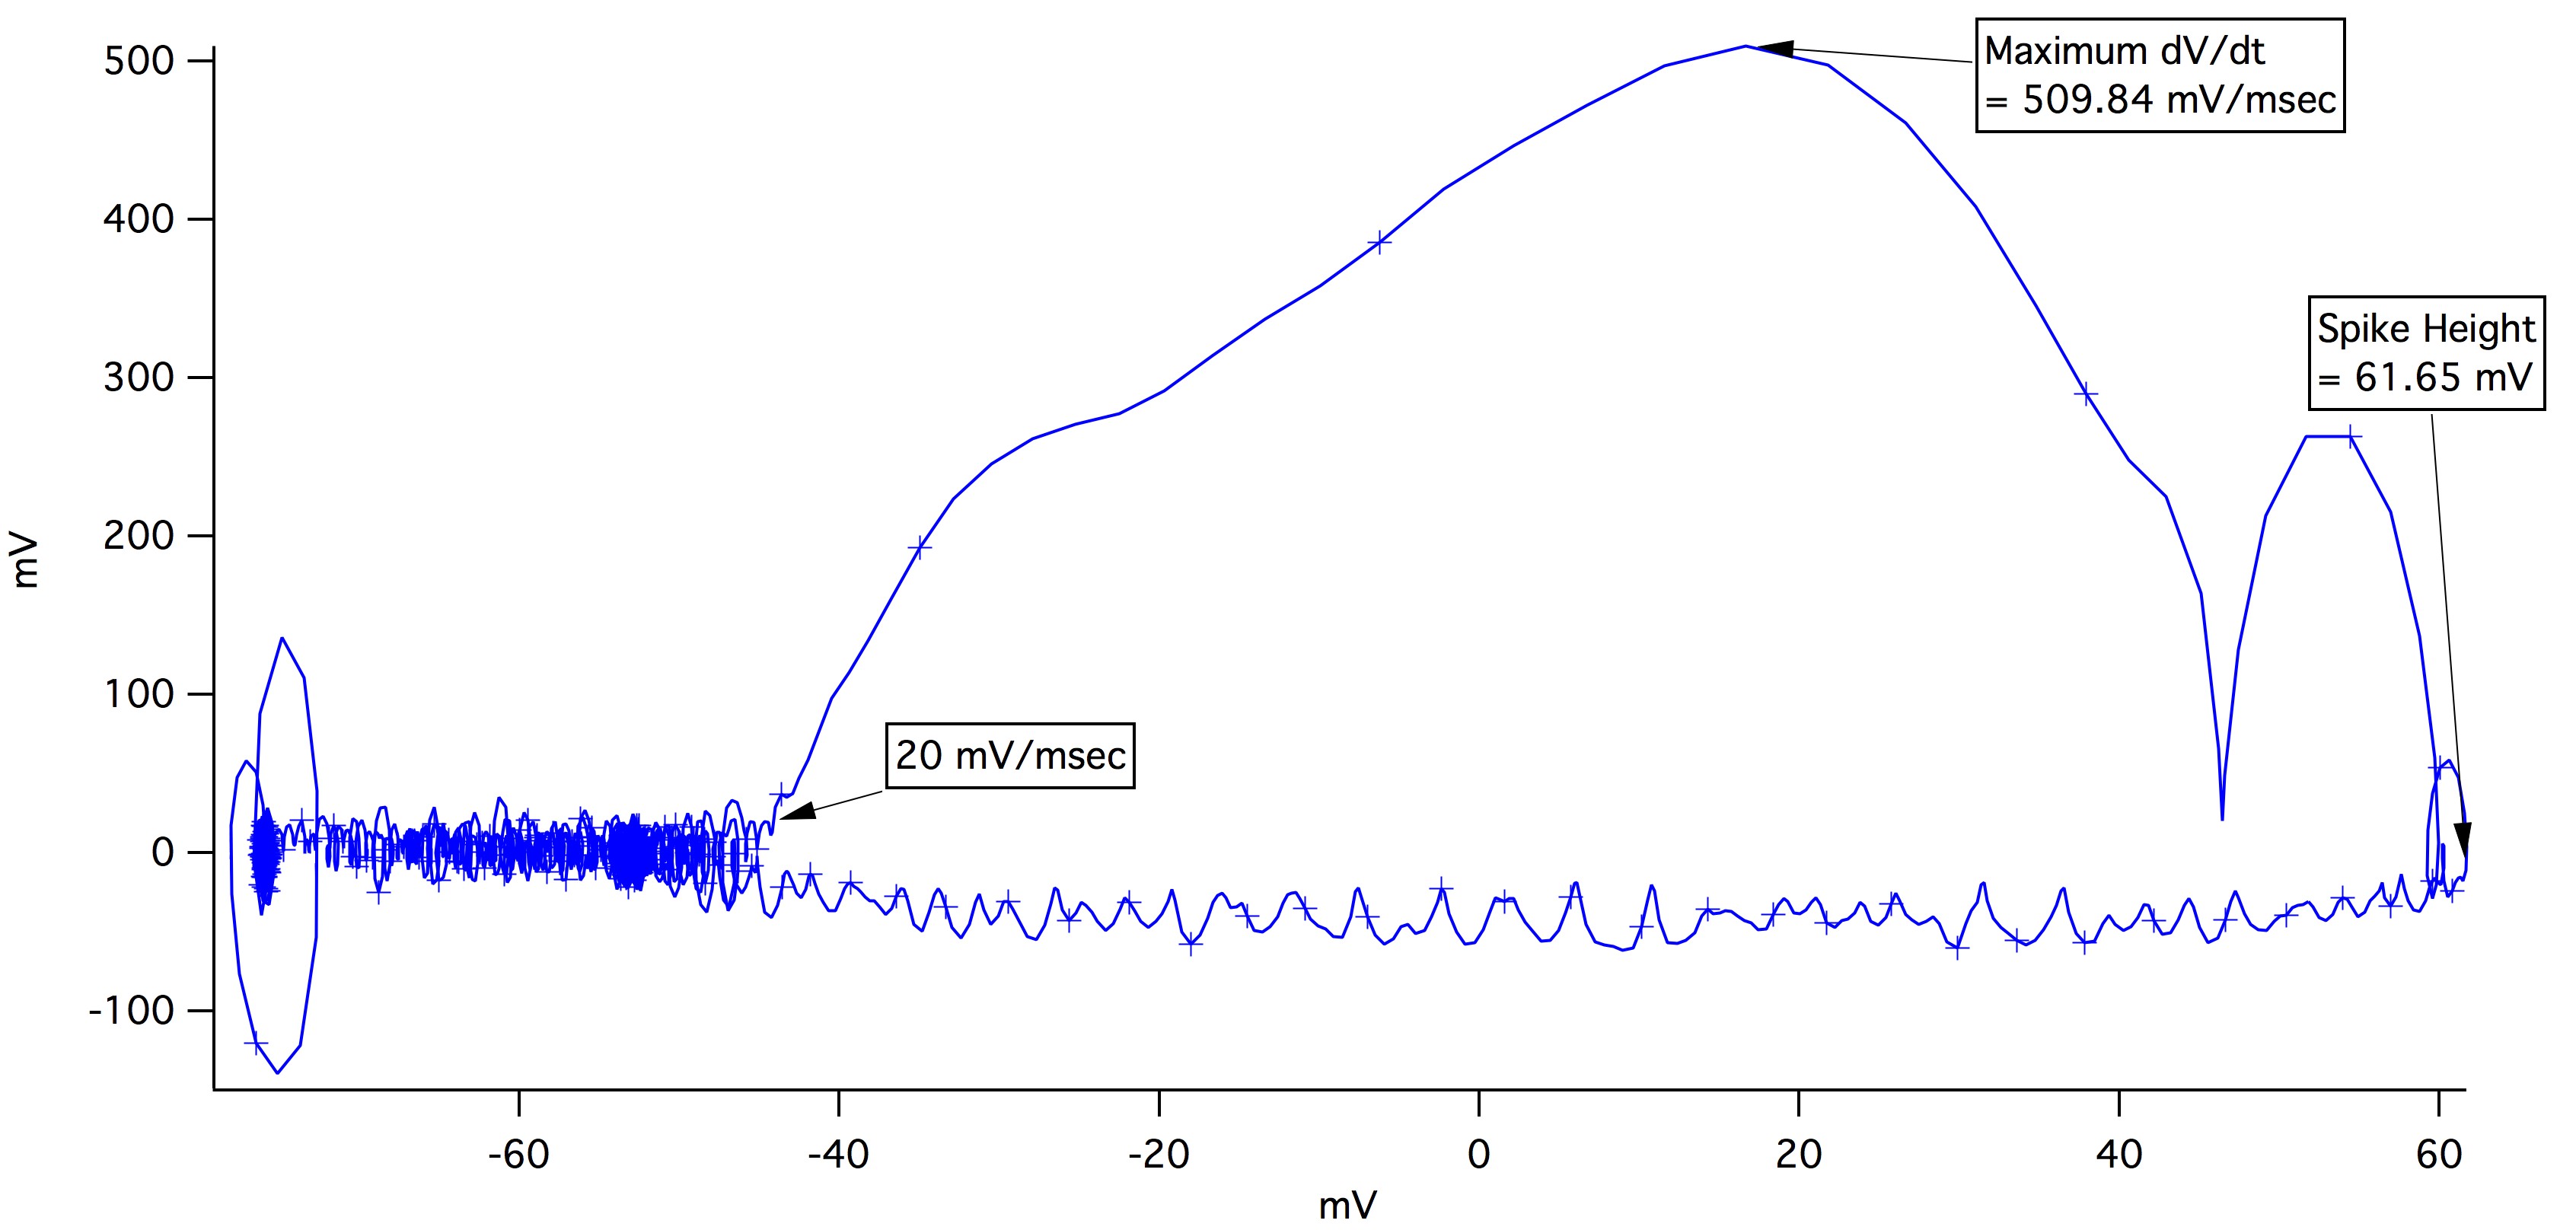 500
Maximum dV/dt
= 509.84 mV/msec
400
Spike Height
= 61.65 mV
300
200
mV
100
20 mV/msec
0
-100
-60 -40 -20 0 20 40 60
mV